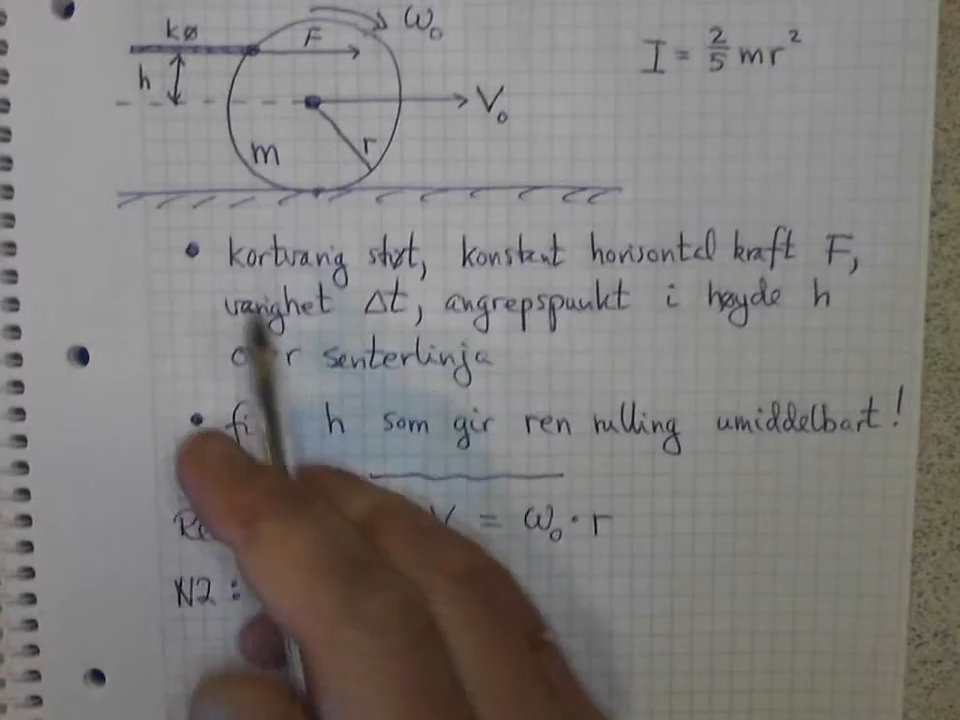 kø F ω₀
I = 2/5 mr²
h
V₀
m r
• kortvarig støt, konstant horisontal kraft F,
varighet Δt, angrepspunkt i høyde h
senterlinja
• h som gir ren rulling umiddelbart!
V = ω₀·r
N2: